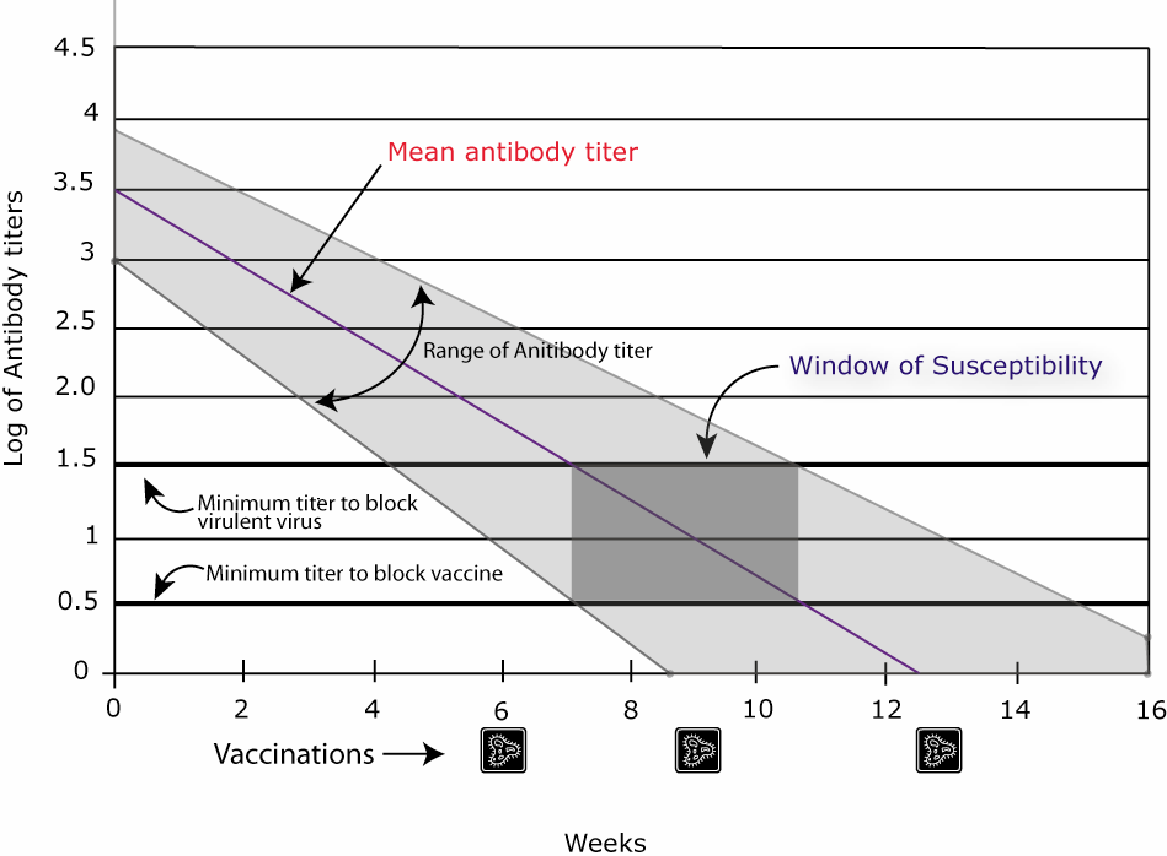 4.5
4
Mean antibody titer
3.5
3
2.5
Range of Anitibody titer
Window of Susceptibility
2.0
1.5
Minimum titer to block
virulent virus
1
Minimum titer to block vaccine
0.5
0
Log of Antibody titers
0 2 4 6 8 10 12 14 16
Vaccinations
Weeks